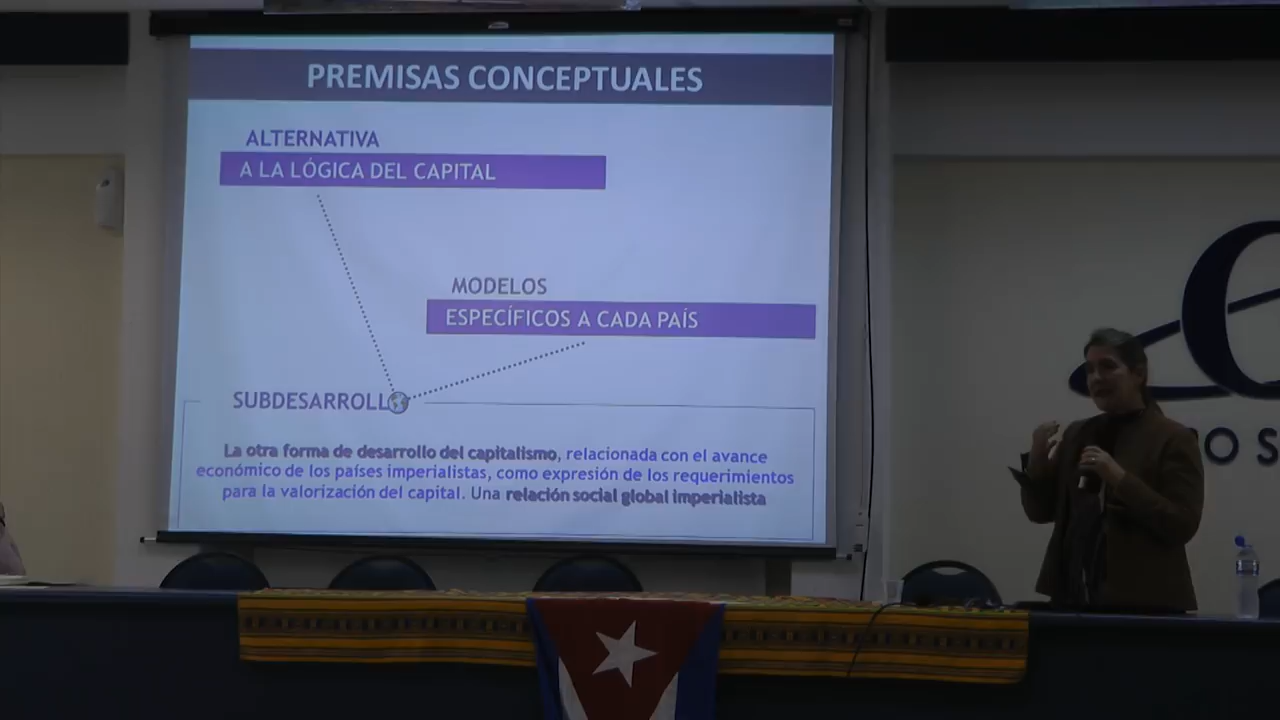 PREMISAS CONCEPTUALES
ALTERNATIVA
A LA LÓGICA DEL CAPITAL
MODELOS
ESPECÍFICOS A CADA PAÍS
SUBDESARROLL
La otra forma de desarrollo del capitalismo, relacionada con el avance
económico de los países imperialistas, como expresión de los requerimientos
para la valorización del capital. Una relación social global imperialista